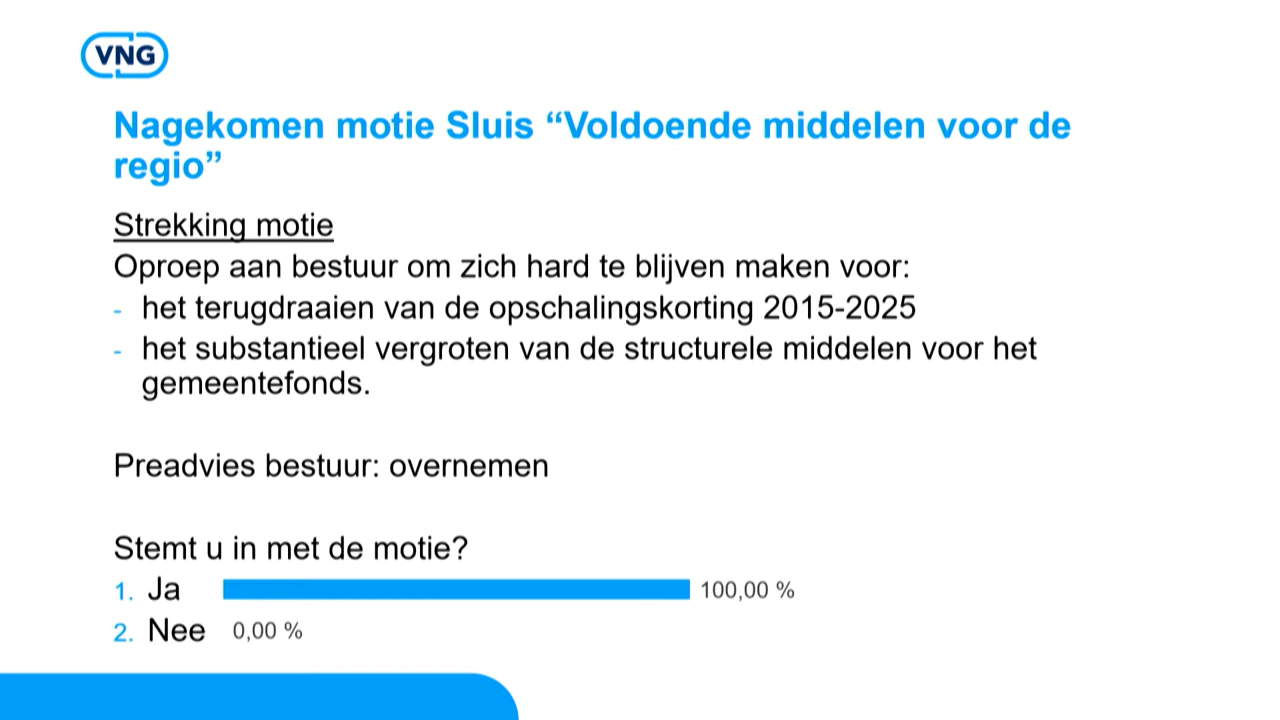 VNG
Nagekomen motie Sluis “Voldoende middelen voor de
regio”
Strekking motie
Oproep aan bestuur om zich hard te blijven maken voor:
- het terugdraaien van de opschalingskorting 2015-2025
- het substantieel vergroten van de structurele middelen voor het
gemeentefonds.
Preadvies bestuur: overnemen
Stemt u in met de motie?
1. Ja 100,00 %
2. Nee 0,00 %